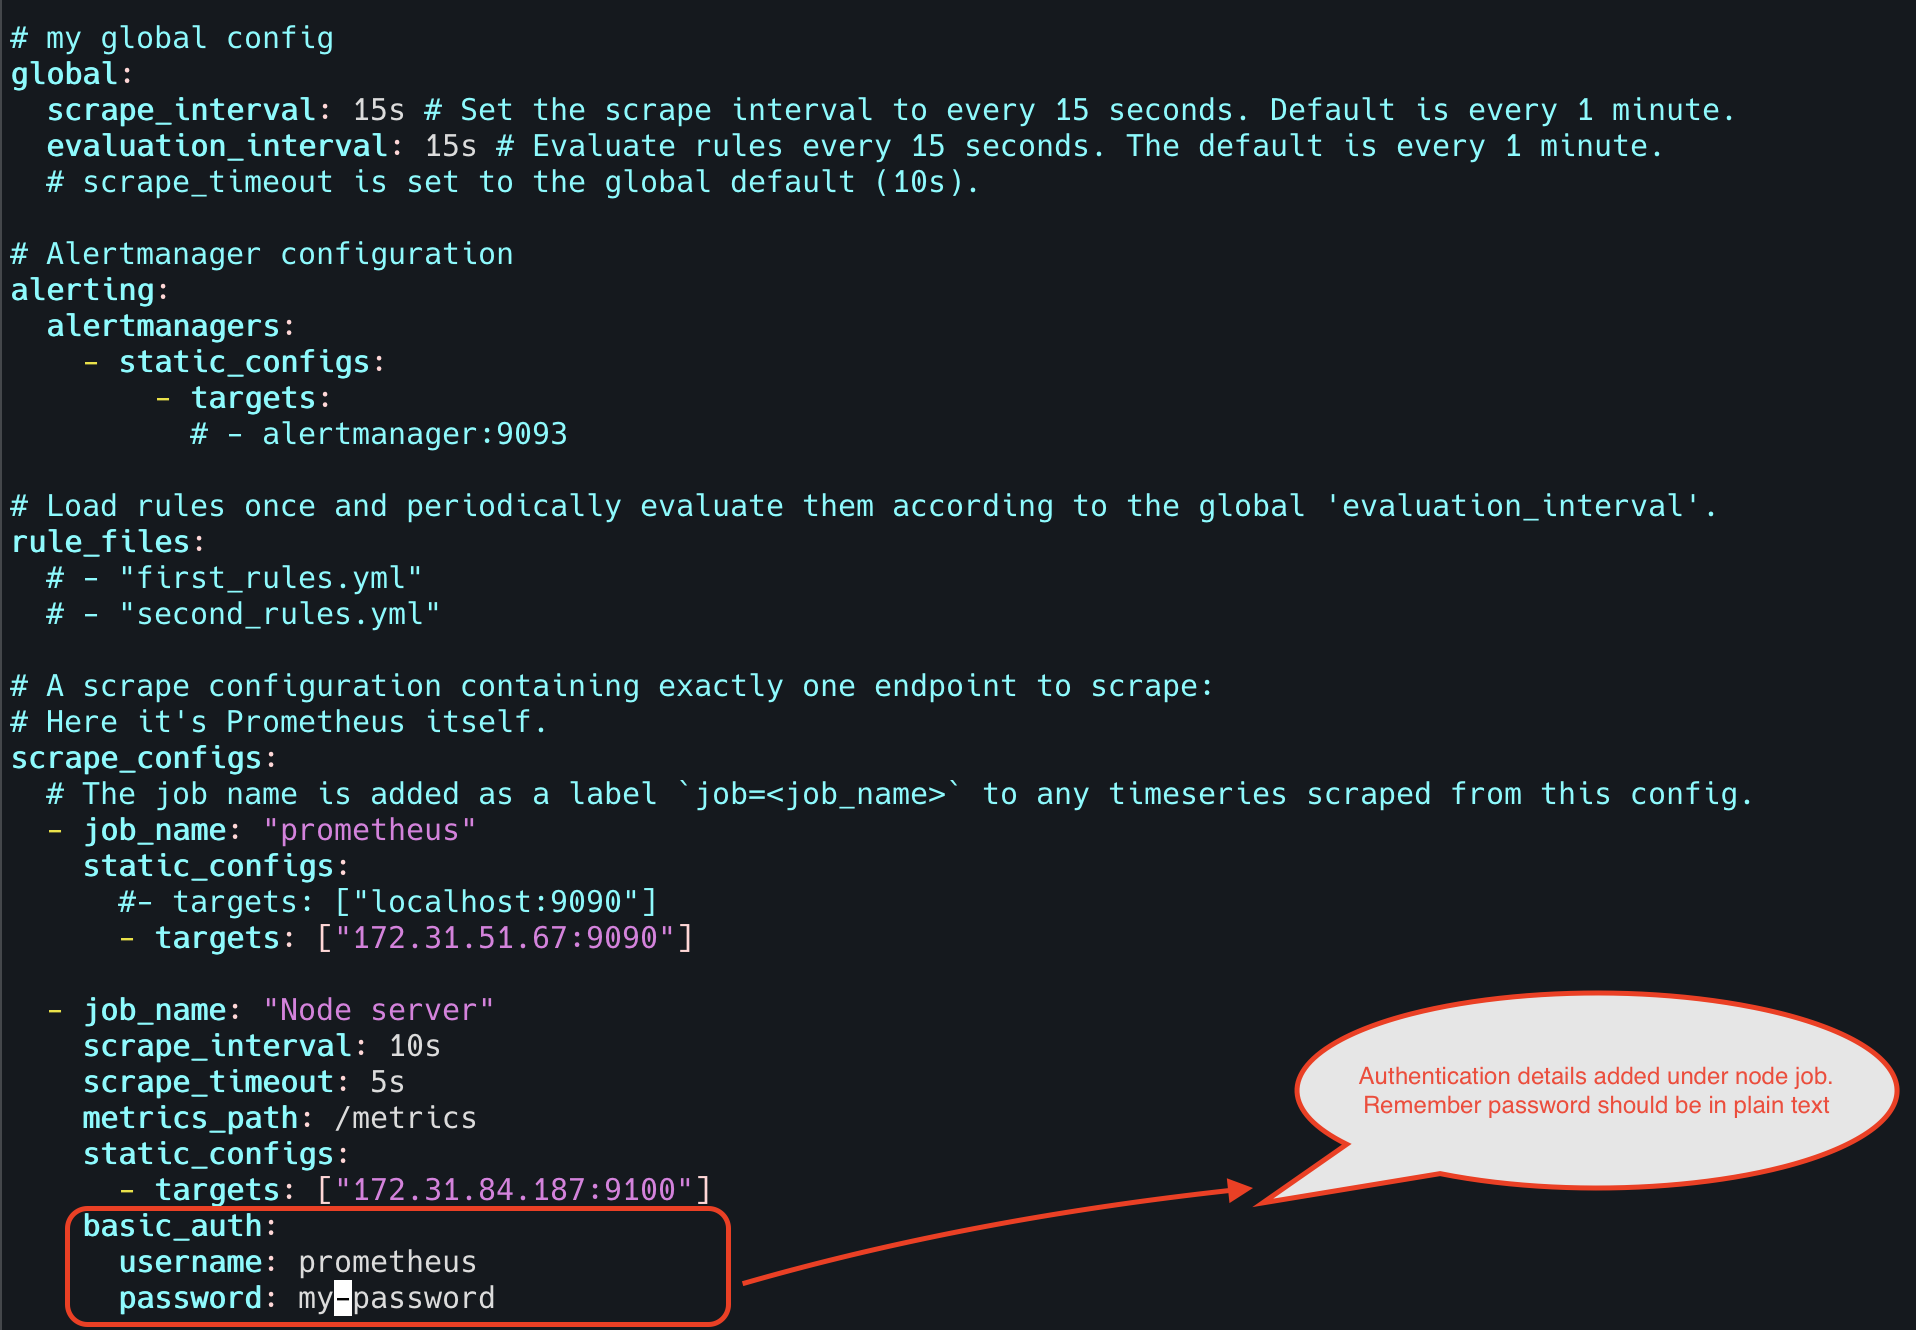 # my global config
global:
  scrape_interval: 15s # Set the scrape interval to every 15 seconds. Default is every 1 minute.
  evaluation_interval: 15s # Evaluate rules every 15 seconds. The default is every 1 minute.
  # scrape_timeout is set to the global default (10s).

# Alertmanager configuration
alerting:
  alertmanagers:
    - static_configs:
        - targets:
          # - alertmanager:9093

# Load rules once and periodically evaluate them according to the global 'evaluation_interval'.
rule_files:
  # - "first_rules.yml"
  # - "second_rules.yml"

# A scrape configuration containing exactly one endpoint to scrape:
# Here it's Prometheus itself.
scrape_configs:
  # The job name is added as a label `job=<job_name>` to any timeseries scraped from this config.
  - job_name: "prometheus"
    static_configs:
      #- targets: ["localhost:9090"]
      - targets: ["172.31.51.67:9090"]

  - job_name: "Node server"
    scrape_interval: 10s
    scrape_timeout: 5s
    metrics_path: /metrics
    static_configs:
      - targets: ["172.31.84.187:9100"]
    basic_auth:
      username: prometheus
      password: my-password
Authentication details added under node job.
Remember password should be in plain text